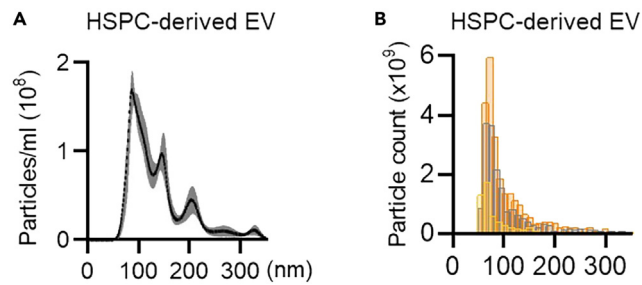 A
HSPC-derived EV
Particles/ml (10⁸)
2
1
0
0 100 200 300 (nm)
B
HSPC-derived EV
Particle count (x10⁹)
6
4
2
0
0 100 200 300